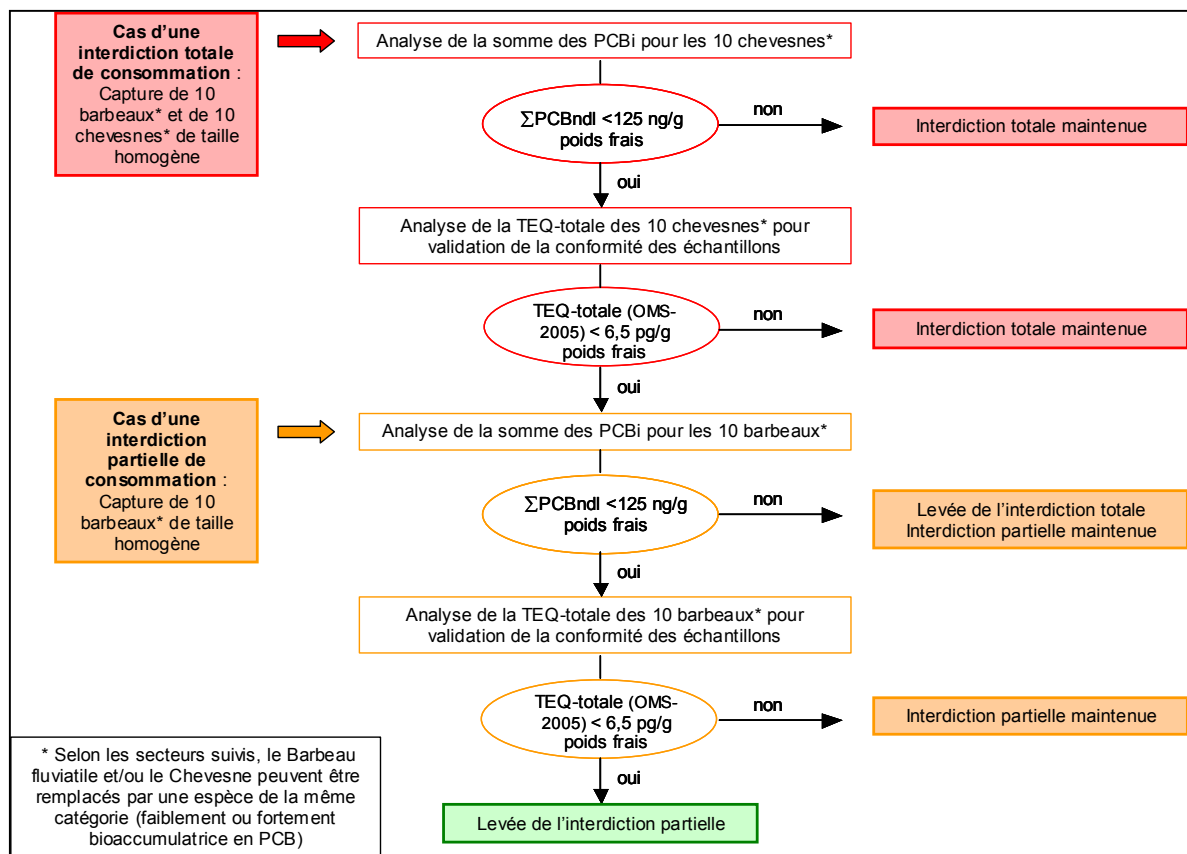 Cas d'une
interdiction totale
de consommation :
Capture de 10
barbeaux* et de 10
chevesnes* de taille
homogène
Analyse de la somme des PCBi pour les 10 chevesnes*
∑PCBndl <125 ng/g
poids frais
non
Interdiction totale maintenue
oui
Analyse de la TEQ-totale des 10 chevesnes* pour
validation de la conformité des échantillons
TEQ-totale (OMS-
2005) < 6,5 pg/g
poids frais
non
Interdiction totale maintenue
oui
Cas d'une
interdiction
partielle de
consommation :
Capture de 10
barbeaux* de taille
homogène
Analyse de la somme des PCBi pour les 10 barbeaux*
∑PCBndl <125 ng/g
poids frais
non
Levée de l'interdiction totale
Interdiction partielle maintenue
oui
Analyse de la TEQ-totale des 10 barbeaux* pour
validation de la conformité des échantillons
TEQ-totale (OMS-
2005) < 6,5 pg/g
poids frais
non
Interdiction partielle maintenue
oui
Levée de l'interdiction partielle
* Selon les secteurs suivis, le Barbeau
fluviatile et/ou le Chevesne peuvent être
remplacés par une espèce de la même
catégorie (faiblement ou fortement
bioaccumulatrice en PCB)